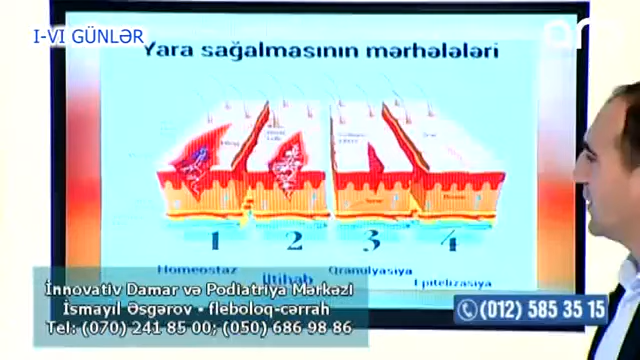 I-VI GÜNLƏR
Yara sağalmasının mərhələləri
1 2 3 4
Homeostaz İltihab Qranulyasiya Epitelizasiya
İnnovativ Damar və Podiatriya Mərkəzi
İsmayıl Əsgərov - fleboloq-cərrah
Tel: (070) 241 85 00; (050) 686 98 86
(012) 585 35 15